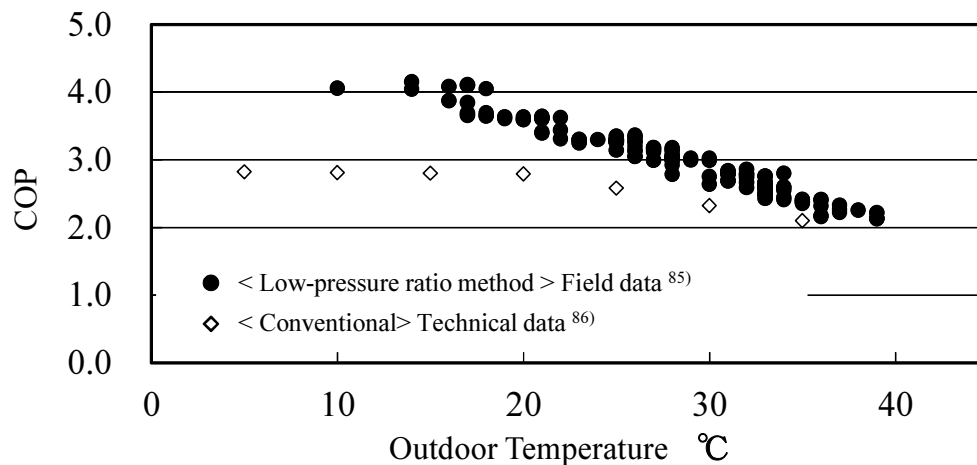 5.0
4.0
3.0
2.0
1.0
0.0
COP
< Low-pressure ratio method > Field data 85)
< Conventional> Technical data 86)
0 10 20 30 40
Outdoor Temperature ℃